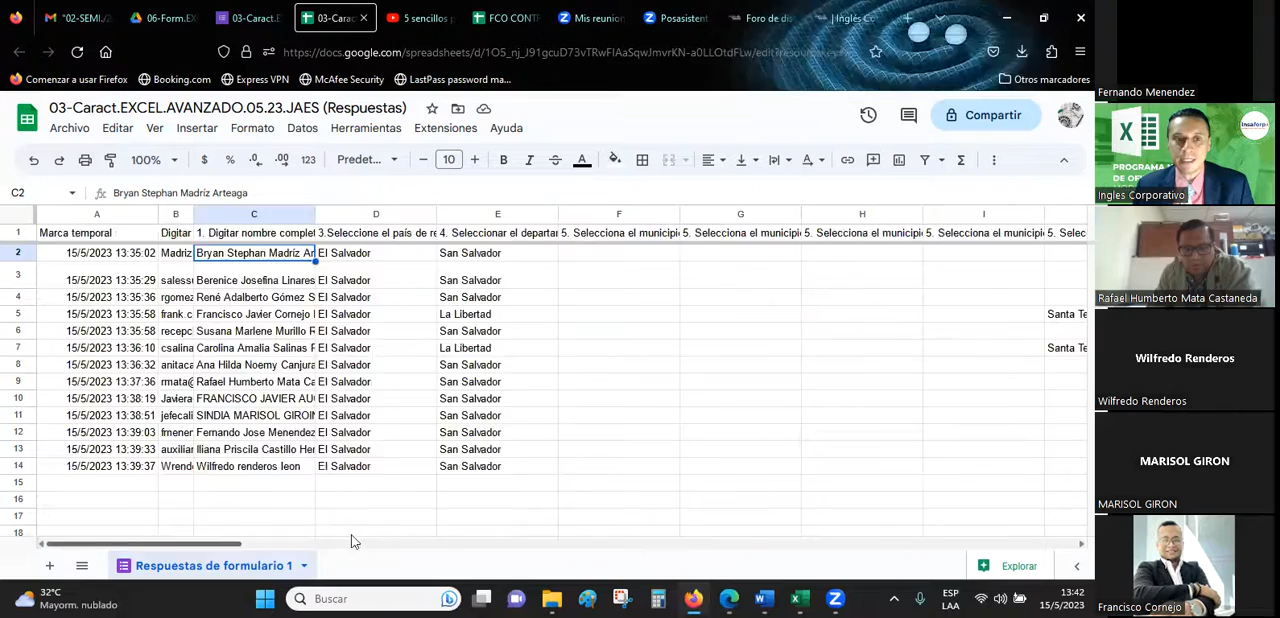 "02-SEMI./2
06-Form.EX
03-Caract.E
03-Carac
5 sencillos p
FCO CONT
Mis reunion
Posasistent
Foro de dis
Inglés Co
https://docs.google.com/spreadsheets/d/1O5_nj_J91gcuD73vTRwFIAaSqwJmvrKN-a0LLOtdFLw/edit?resourcekey
Comenzar a usar Firefox
Booking.com
Express VPN
McAfee Security
LastPass password ma...
Otros marcadores
03-Caract.EXCEL.AVANZADO.05.23.JAES (Respuestas)
Archivo Editar Ver Insertar Formato Datos Herramientas Extensiones Ayuda
Compartir
100% $ % .0 .00 123 Predet... 10 B I A
C2 fx Bryan Stephan Madríz Arteaga
A B C D E F G H I
1 Marca temporal Digitar 1. Digitar nombre complet 3.Seleccione el país de re 4. Seleccionar el departar 5. Selecciona el municipi 5. Selecciona el municipi 5. Selecciona el municipi 5. Selecciona el municipi 5. Selec
2 15/5/2023 13:35:02 Madriz Bryan Stephan Madríz Ar El Salvador San Salvador
3 15/5/2023 13:35:29 saless Berenice Josefina Linares El Salvador San Salvador
4 15/5/2023 13:35:36 rgomez René Adalberto Gómez S El Salvador San Salvador
5 15/5/2023 13:35:58 frank.c Francisco Javier Cornejo El Salvador La Libertad Santa Te
6 15/5/2023 13:35:58 recepc Susana Marlene Murillo R El Salvador San Salvador
7 15/5/2023 13:36:10 csalina Carolina Amalia Salinas F El Salvador La Libertad Santa Te
8 15/5/2023 13:36:32 anitaca Ana Hilda Noemy Canjura El Salvador San Salvador
9 15/5/2023 13:37:36 rmata@ Rafael Humberto Mata Ca El Salvador San Salvador
10 15/5/2023 13:38:19 Javiera FRANCISCO JAVIER AU El Salvador San Salvador
11 15/5/2023 13:38:51 jefecali SINDIA MARISOL GIRON El Salvador San Salvador
12 15/5/2023 13:39:03 fmener Fernando Jose Menendez El Salvador San Salvador
13 15/5/2023 13:39:33 auxiliar Iliana Priscila Castillo Her El Salvador San Salvador
14 15/5/2023 13:39:37 Wrend Wilfredo renderos leon El Salvador San Salvador
15
16
17
18
Respuestas de formulario 1
Explorar
32°C
Mayorm. nublado
Buscar
ESP
LAA
13:42
15/5/2023
Fernando Menendez
PROGRAMA
DE OF
Insaforp
Ingles Corporativo
Rafael Humberto Mata Castaneda
Wilfredo Renderos
Wilfredo Renderos
MARISOL GIRON
MARISOL GIRON
Francisco Cornejo